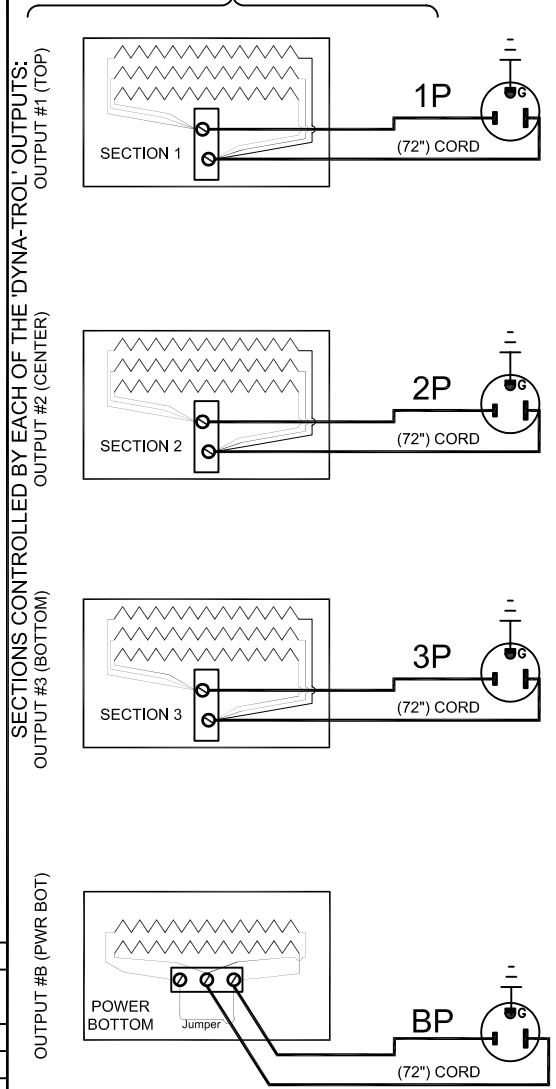 SECTIONS CONTROLLED BY EACH OF THE 'DYNA-TROL' OUTPUTS:
OUTPUT #1 (TOP)
SECTION 1
1P
(72") CORD
G
OUTPUT #2 (CENTER)
SECTION 2
2P
(72") CORD
G
OUTPUT #3 (BOTTOM)
SECTION 3
3P
(72") CORD
G
OUTPUT #B (PWR BOT)
POWER
BOTTOM
Jumper
BP
(72") CORD
G